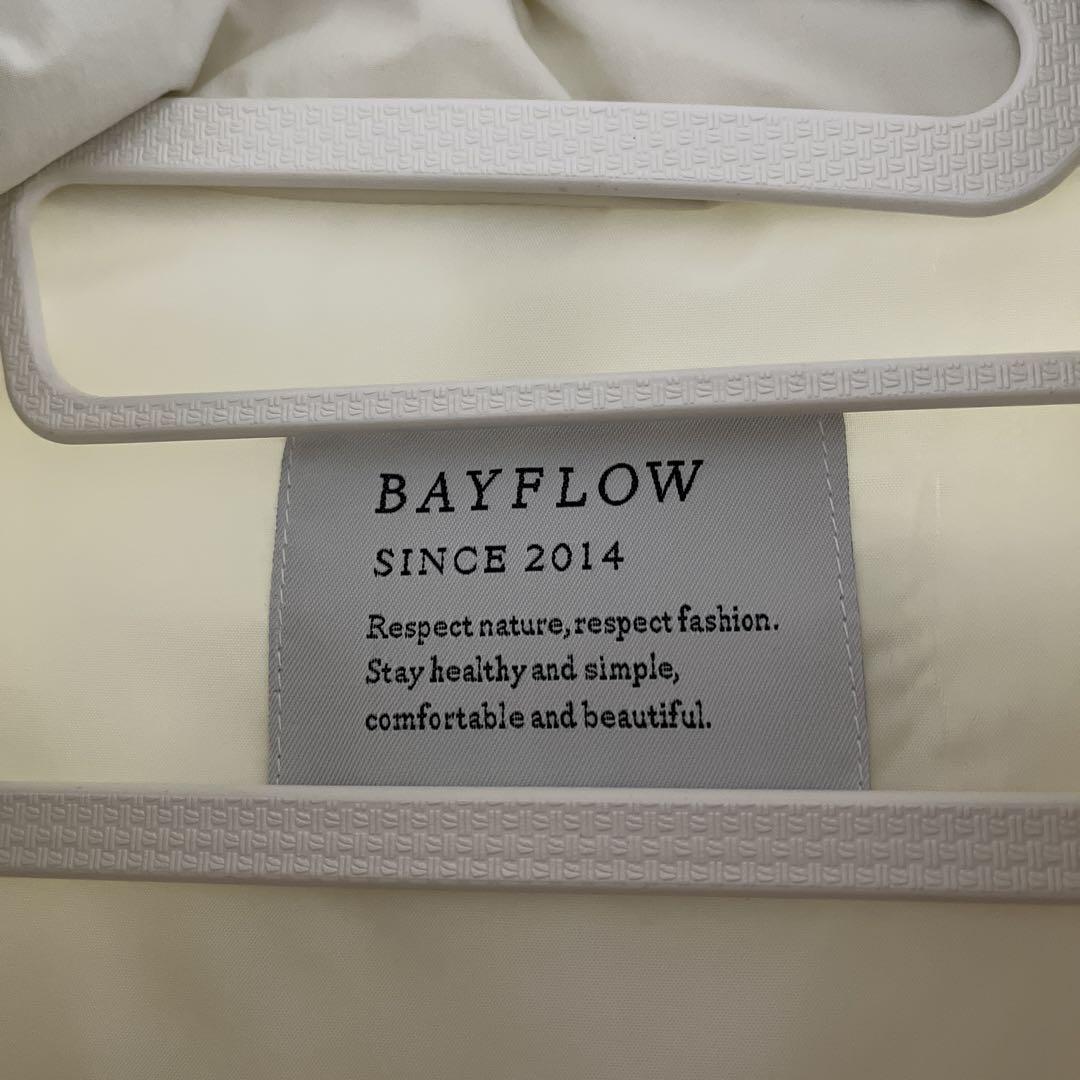 BAYFLOW
SINCE 2014
Respect nature, respect fashion.
Stay healthy and simple,
comfortable and beautiful.